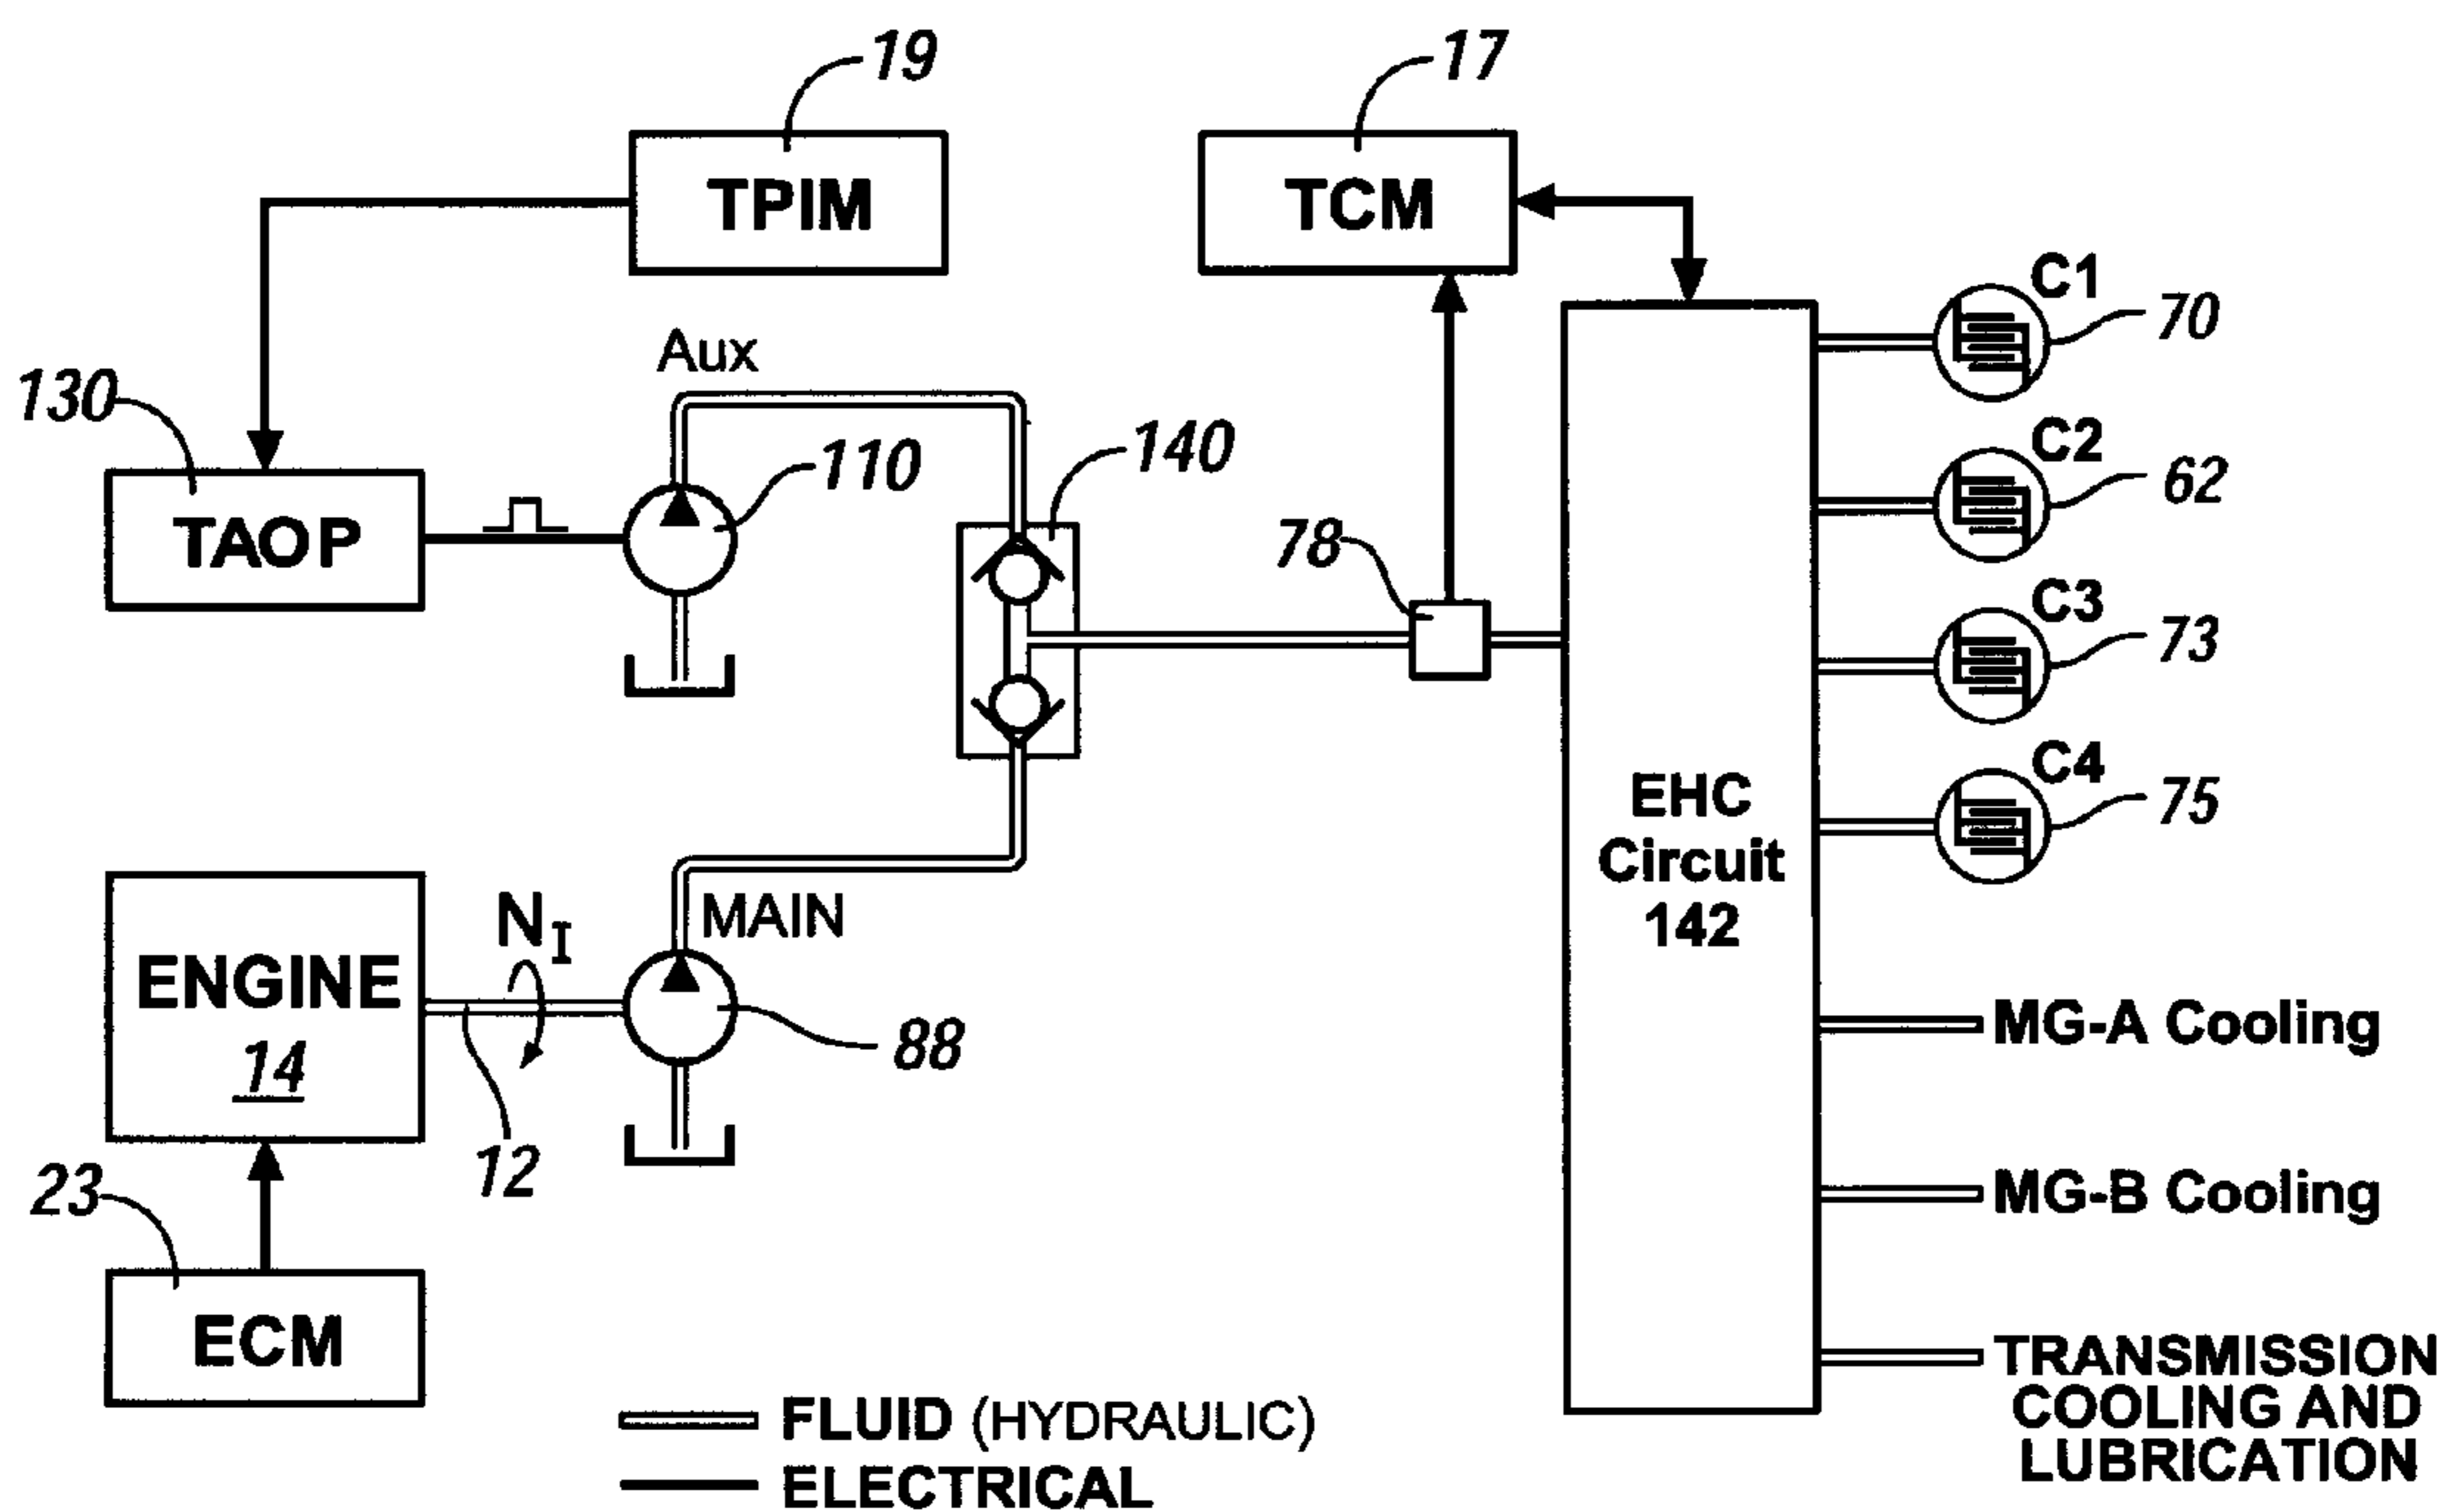 19
17
TPIM
TCM
C1
70
Aux
130
110
140
C2
62
TAOP
78
C3
73
C4
75
EHC
Circuit
142
MAIN
N_I
ENGINE
14
88
12
MG-A Cooling
23
MG-B Cooling
ECM
TRANSMISSION
COOLING AND
LUBRICATION
FLUID (HYDRAULIC)
ELECTRICAL